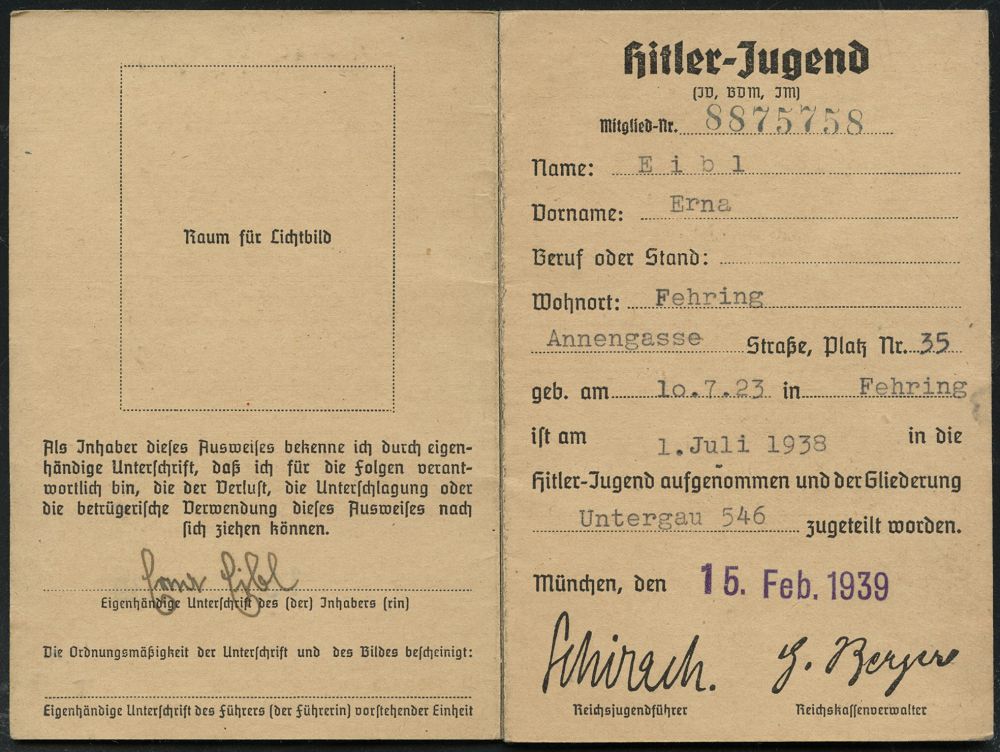 Raum für Lichtbild
Als Inhaber dieses Ausweises bekenne ich durch eigen-
händige Unterschrift, daß ich für die Folgen verant-
wortlich bin, die der Verlust, die Unterschlagung oder
die betrügerische Verwendung dieses Ausweises nach
sich ziehen können.
Erna Eibl
Eigenhändige Unterschrift des (der) Inhabers (rin)
Die Ordnungsmäßigkeit der Unterschrift und des Bildes bescheinigt:
Eigenhändige Unterschrift des Führers (der Führerin) vorstehender Einheit
Hitler-Jugend
(JV, BDM, JM)
Mitglied-Nr. 8875758
Name: Eibl
Vorname: Erna
Beruf oder Stand:
Wohnort: Fehring
Annengasse Straße, Platz Nr. 35
geb. am 10.7.23 in Fehring
ist am 1. Juli 1938 in die
Hitler-Jugend aufgenommen und der Gliederung
Untergau 546 zugeteilt worden.
München, den 15. Feb. 1939
Schirach. G. Berger
Reichsjugendführer Reichskassenverwalter